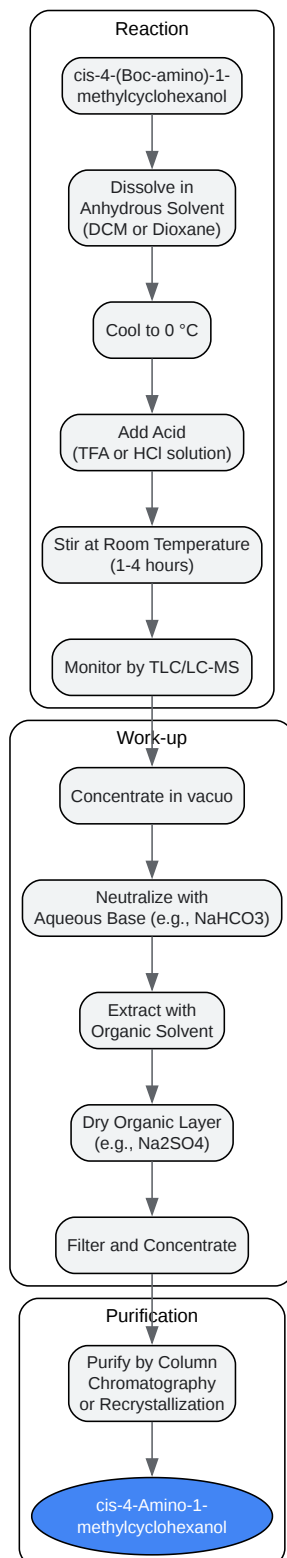 Reaction
cis-4-(Boc-amino)-1-
methylcyclohexanol
Dissolve in
Anhydrous Solvent
(DCM or Dioxane)
Cool to 0 °C
Add Acid
(TFA or HCl solution)
Stir at Room Temperature
(1-4 hours)
Monitor by TLC/LC-MS
Work-up
Concentrate in vacuo
Neutralize with
Aqueous Base (e.g., NaHCO3)
Extract with
Organic Solvent
Dry Organic Layer
(e.g., Na2SO4)
Filter and Concentrate
Purification
Purify by Column
Chromatography
or Recrystallization
cis-4-Amino-1-
methylcyclohexanol